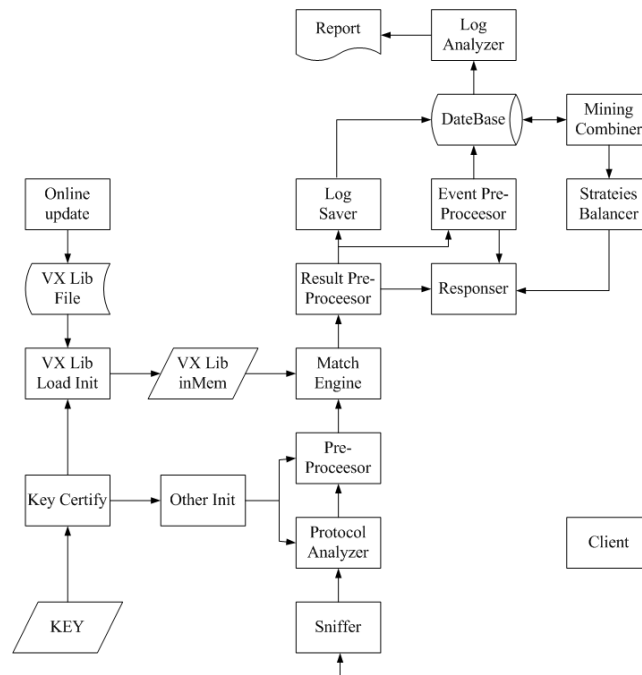 Report
Log
Analyzer
DateBase
Mining
Combiner
Online
update
Log
Saver
Event Pre-
Proceesor
Strateies
Balancer
VX Lib
File
Result Pre-
Proceesor
Responser
VX Lib
Load Init
VX Lib
inMem
Match
Engine
Pre-
Proceesor
Key Certify
Other Init
Protocol
Analyzer
Client
KEY
Sniffer